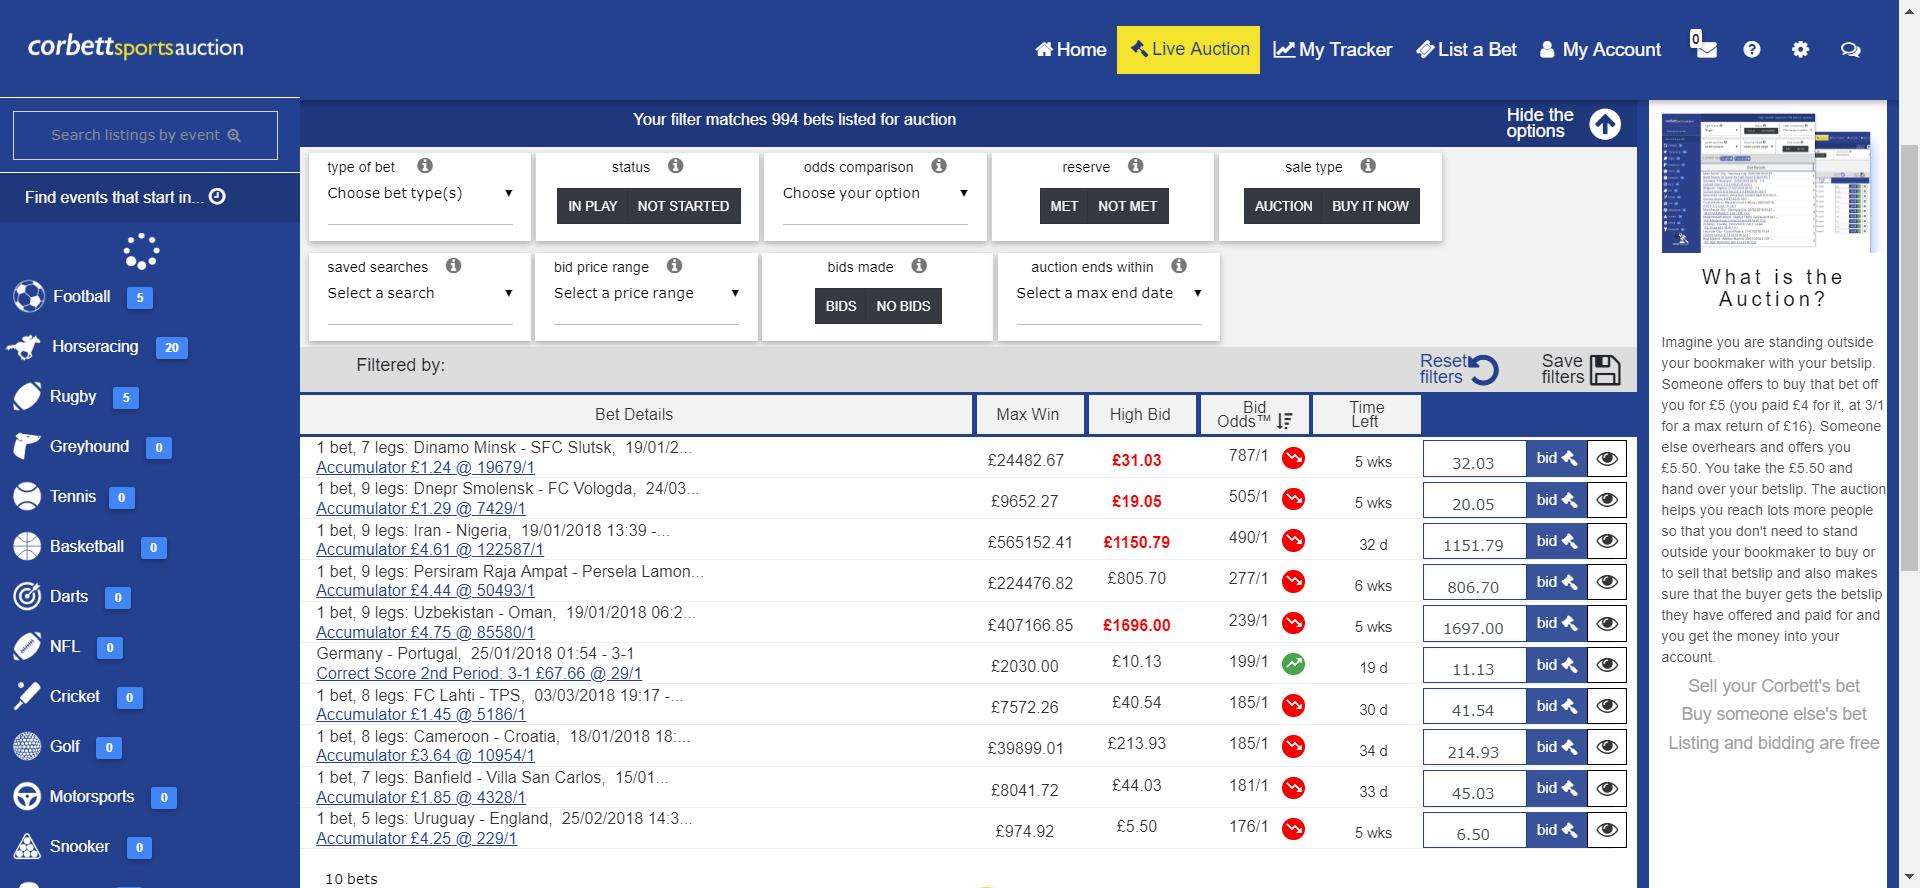 corbettsportsauction
Home
Live Auction
My Tracker
List a Bet
My Account
0
Search listings by event
Find events that start in...
Football 5
Horseracing 20
Rugby 5
Greyhound 0
Tennis 0
Basketball 0
Darts 0
NFL 0
Cricket 0
Golf 0
Motorsports 0
Snooker 0
Your filter matches 994 bets listed for auction
Hide the
options
type of bet
Choose bet type(s)
status
IN PLAY NOT STARTED
odds comparison
Choose your option
reserve
MET NOT MET
sale type
AUCTION BUY IT NOW
saved searches
Select a search
bid price range
Select a price range
bids made
BIDS NO BIDS
auction ends within
Select a max end date
Filtered by:
Reset
filters
Save
filters
Bet Details
Max Win
High Bid
Bid
Odds™
Time
Left
1 bet, 7 legs: Dinamo Minsk - SFC Slutsk, 19/01/2...
Accumulator £1.24 @ 19679/1
£24482.67 £31.03 787/1 5 wks 32.03 bid
1 bet, 9 legs: Dnepr Smolensk - FC Vologda, 24/03...
Accumulator £1.29 @ 7429/1
£9652.27 £19.05 505/1 5 wks 20.05 bid
1 bet, 9 legs: Iran - Nigeria, 19/01/2018 13:39 -...
Accumulator £4.61 @ 122587/1
£565152.41 £1150.79 490/1 32 d 1151.79 bid
1 bet, 9 legs: Persiram Raja Ampat - Persela Lamon...
Accumulator £4.44 @ 50493/1
£224476.82 £805.70 277/1 6 wks 806.70 bid
1 bet, 9 legs: Uzbekistan - Oman, 19/01/2018 06:2...
Accumulator £4.75 @ 85580/1
£407166.85 £1696.00 239/1 5 wks 1697.00 bid
Germany - Portugal, 25/01/2018 01:54 - 3-1
Correct Score 2nd Period: 3-1 £67.66 @ 29/1
£2030.00 £10.13 199/1 19 d 11.13 bid
1 bet, 8 legs: FC Lahti - TPS, 03/03/2018 19:17 -...
Accumulator £1.45 @ 5186/1
£7572.26 £40.54 185/1 30 d 41.54 bid
1 bet, 8 legs: Cameroon - Croatia, 18/01/2018 18:...
Accumulator £3.64 @ 10954/1
£39899.01 £213.93 185/1 34 d 214.93 bid
1 bet, 7 legs: Banfield - Villa San Carlos, 15/01...
Accumulator £1.85 @ 4328/1
£8041.72 £44.03 181/1 33 d 45.03 bid
1 bet, 5 legs: Uruguay - England, 25/02/2018 14:3...
Accumulator £4.25 @ 229/1
£974.92 £5.50 176/1 5 wks 6.50 bid
10 bets
What is the
Auction?
Imagine you are standing outside
your bookmaker with your betslip.
Someone offers to buy that bet off
you for £5 (you paid £4 for it, at 3/1
for a max return of £16). Someone
else overhears and offers you
£5.50. You take the £5.50 and
hand over your betslip. The auction
helps you reach lots more people
so that you don't need to stand
outside your bookmaker to buy or
to sell that betslip and also makes
sure that the buyer gets the betslip
they have offered and paid for and
you get the money into your
account.
Sell your Corbett's bet
Buy someone else's bet
Listing and bidding are free